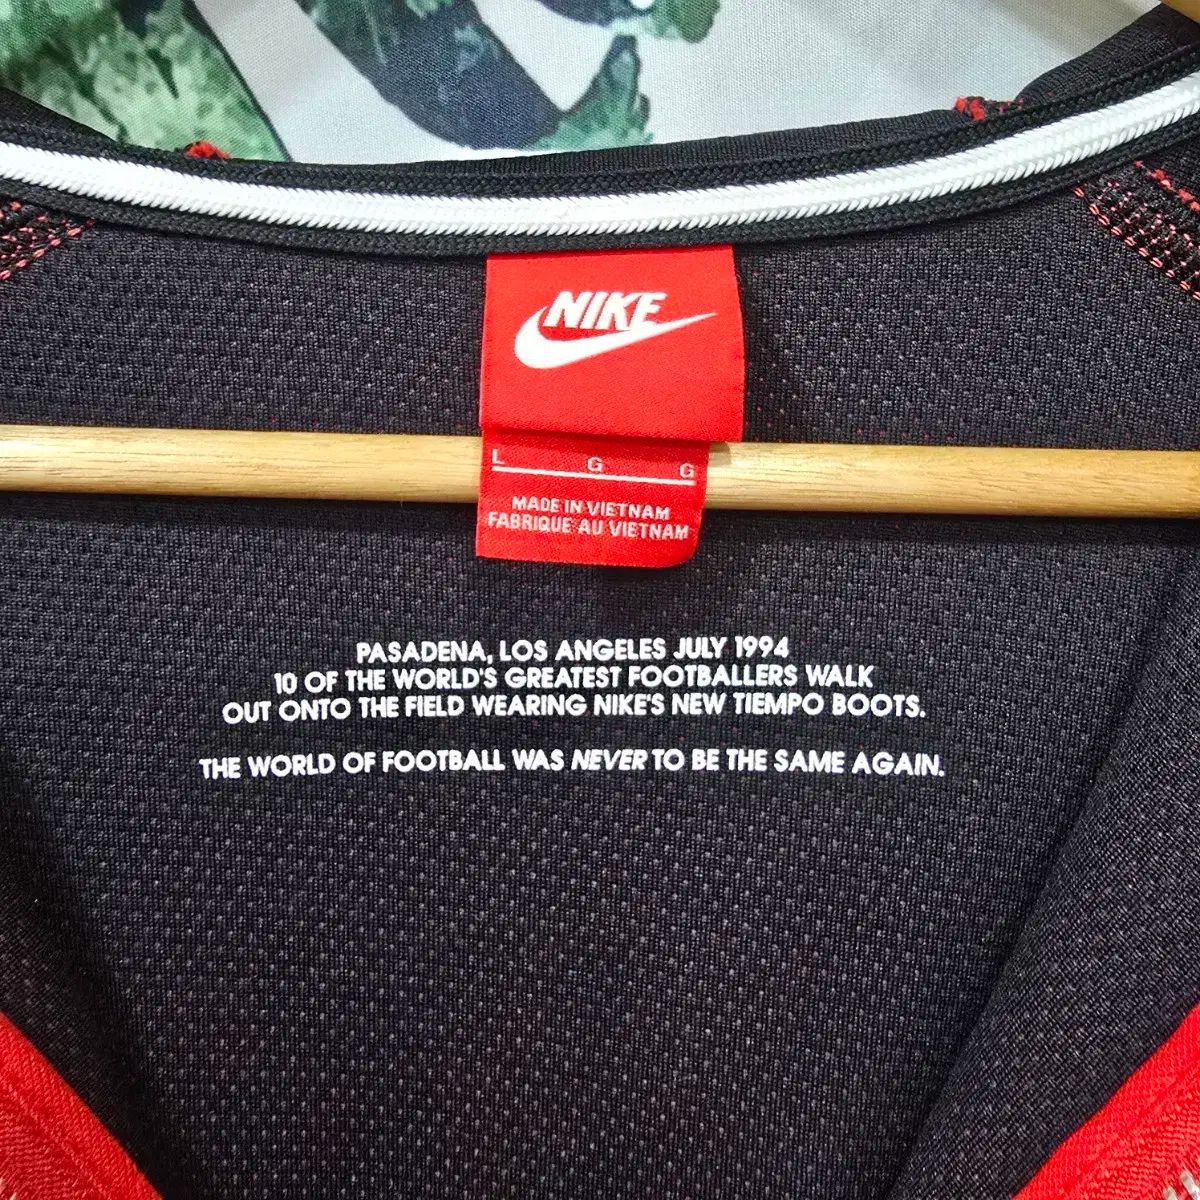 NIKE
L G G
MADE IN VIETNAM
FABRIQUE AU VIETNAM
PASADENA, LOS ANGELES JULY 1994
10 OF THE WORLD'S GREATEST FOOTBALLERS WALK
OUT ONTO THE FIELD WEARING NIKE'S NEW TIEMPO BOOTS.
THE WORLD OF FOOTBALL WAS NEVER TO BE THE SAME AGAIN.